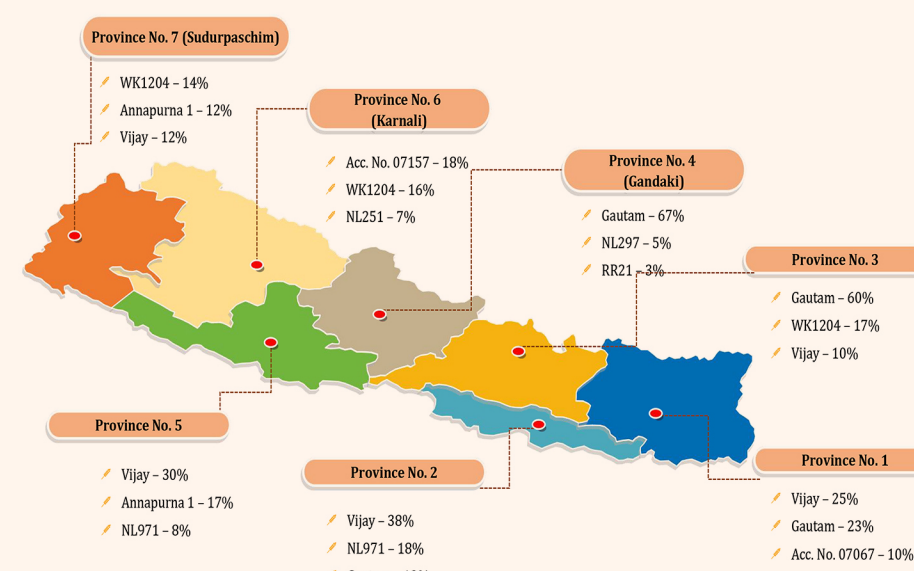 Province No. 7 (Sudurpaschim)
WK1204 – 14%
Annapurna 1 – 12%
Vijay – 12%
Province No. 6
(Karnali)
Acc. No. 07157 – 18%
WK1204 – 16%
NL251 – 7%
Province No. 4
(Gandaki)
Gautam – 67%
NL297 – 5%
RR21 – 3%
Province No. 3
Gautam – 60%
WK1204 – 17%
Vijay – 10%
Province No. 5
Vijay – 30%
Annapurna 1 – 17%
NL971 – 8%
Province No. 2
Vijay – 38%
NL971 – 18%
Province No. 1
Vijay – 25%
Gautam – 23%
Acc. No. 07067 – 10%